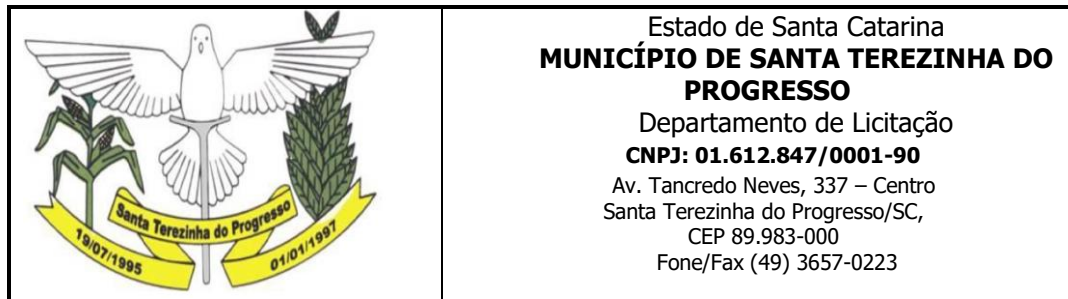 Santa Terezinha do Progresso
19/07/1995
01/01/1997
Estado de Santa Catarina
MUNICÍPIO DE SANTA TEREZINHA DO
PROGRESSO
Departamento de Licitação
CNPJ: 01.612.847/0001-90
Av. Tancredo Neves, 337 – Centro
Santa Terezinha do Progresso/SC,
CEP 89.983-000
Fone/Fax (49) 3657-0223